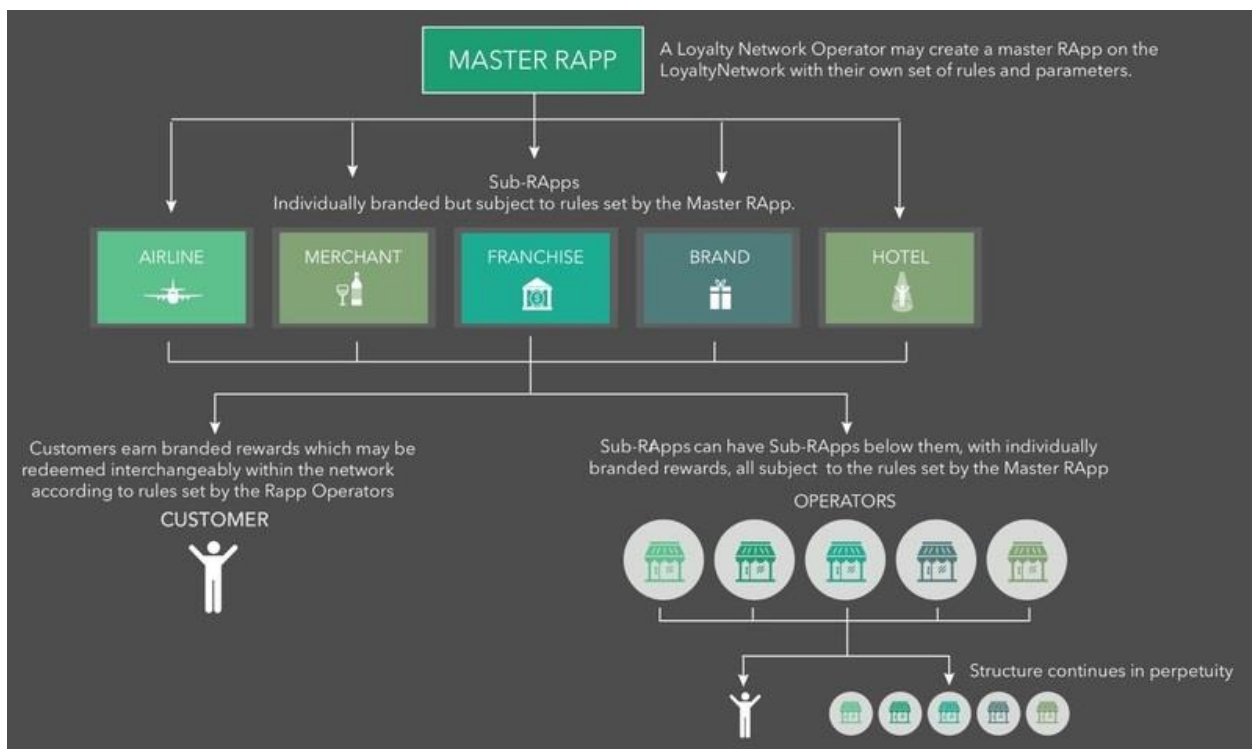 MASTER RAPP
A Loyalty Network Operator may create a master RApp on the
LoyaltyNetwork with their own set of rules and parameters.
Sub-RApps
Individually branded but subject to rules set by the Master RApp.
AIRLINE
MERCHANT
FRANCHISE
BRAND
HOTEL
Customers earn branded rewards which may be
redeemed interchangeably within the network
according to rules set by the Rapp Operators
CUSTOMER
Sub-RApps can have Sub-RApps below them, with individually
branded rewards, all subject to the rules set by the Master RApp
OPERATORS
Structure continues in perpetuity